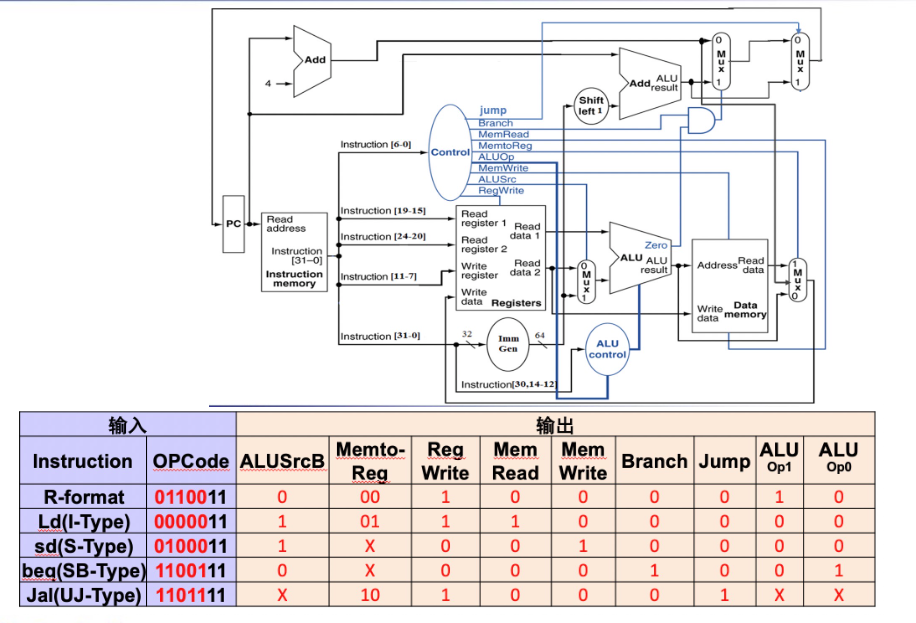 Add
4
0
Mux
1
0
Mux
1
Add ALU result
Shift left 1
jump
Branch
MemRead
MemtoReg
ALUOp
MemWrite
ALUSrc
RegWrite
Control
Instruction [6-0]
PC
Read address
Instruction [31–0]
Instruction memory
Instruction [19-15]
Instruction [24-20]
Instruction [11-7]
Instruction [31-0]
Read register 1
Read register 2
Write register
Write data
Read data 1
Read data 2
Registers
0
Mux
1
Zero
ALU ALU result
Address
Read data
Write data
Data memory
1
Mux
0
32
Imm Gen
64
ALU control
Instruction[30,14-12]
输入 输出
Instruction OPCode ALUSrcB Memto-Reg Reg Write Mem Read Mem Write Branch Jump ALU Op1 ALU Op0
R-format 0110011 0 00 1 0 0 0 0 1 0
Ld(I-Type) 0000011 1 01 1 1 0 0 0 0 0
sd(S-Type) 0100011 1 X 0 0 1 0 0 0 0
beq(SB-Type) 1100111 0 X 0 0 0 1 0 0 1
Jal(UJ-Type) 1101111 X 10 1 0 0 0 1 X X